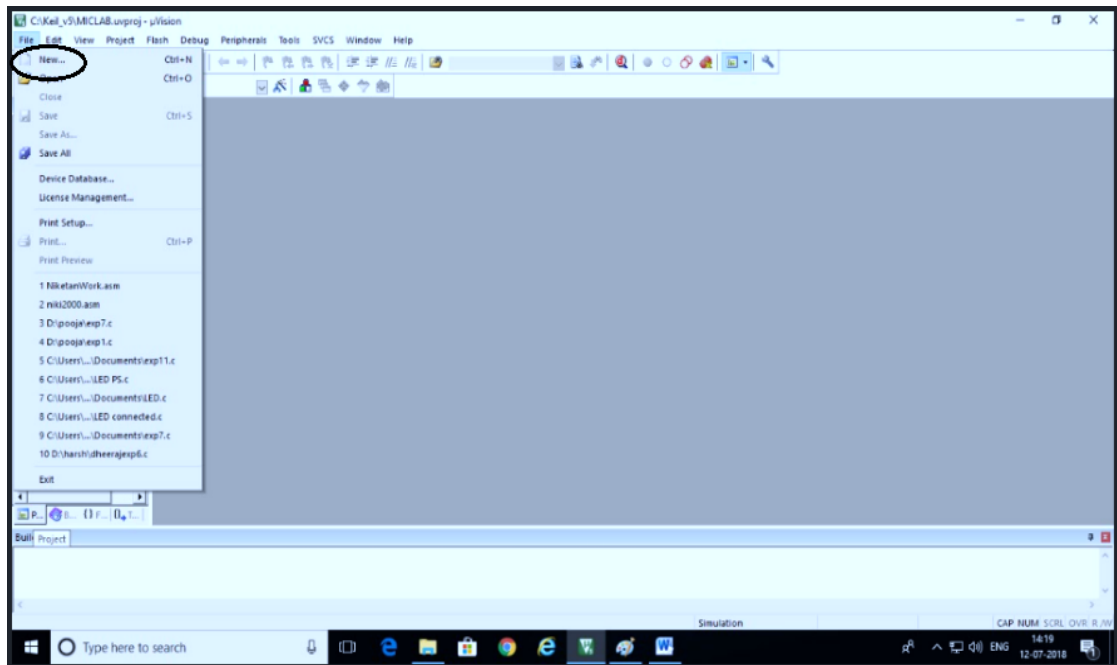 C:\Keil_v5\MICLAB.uvproj - µVision
File Edit View Project Flash Debug Peripherals Tools SVCS Window Help
New... Ctrl+N
Open... Ctrl+O
Close
Save Ctrl+S
Save As...
Save All
Device Database...
License Management...
Print Setup...
Print... Ctrl+P
Print Preview
1 NiketanWork.asm
2 niki2000.asm
3 D:\pooja\exp7.c
4 D:\pooja\exp1.c
5 C:\Users\...\Documents\exp11.c
6 C:\Users\...\LED PS.c
7 C:\Users\...\Documents\LED.c
8 C:\Users\...\LED connected.c
9 C:\Users\...\Documents\exp7.c
10 D:\harsh\dheerajexp6.c
Exit
P... B... {} F... 0 T...
Buil Project
Simulation CAP NUM SCRL OVR R/W
Type here to search ENG 14:19
12-07-2018